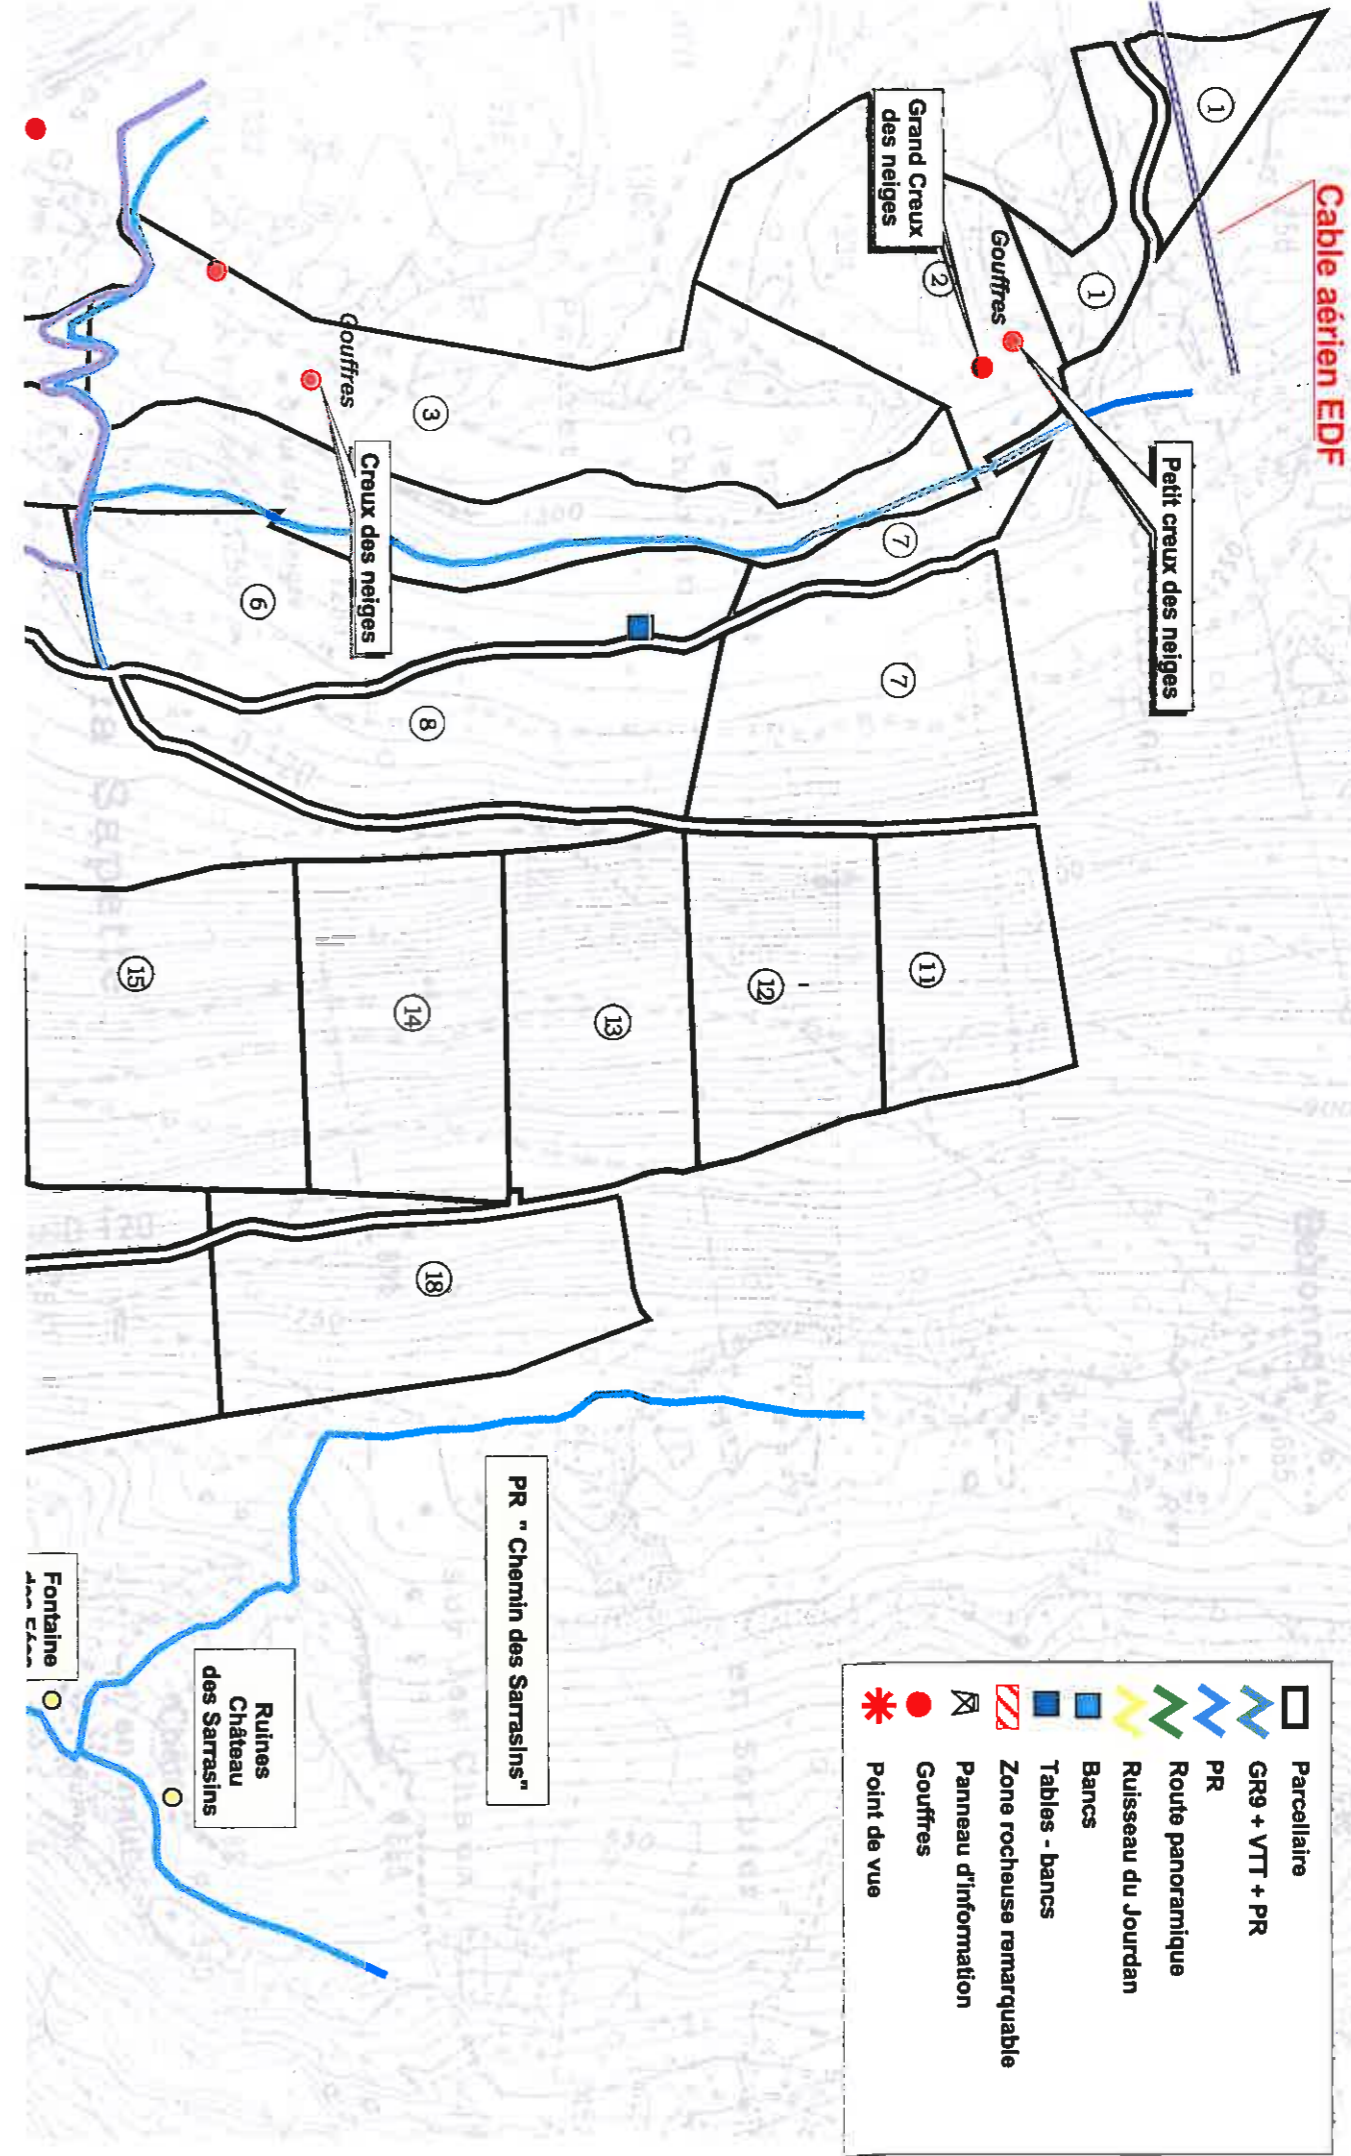 Cable aérien EDF
1
1
Grand Creux
des neiges
Gouffres
2
Petit creux des neiges
Gouffres
3
Creux des neiges
7
7
6
8
11
12
13
14
15
18
1300
PR " Chemin des Sarrasins"
Ruines
Château
des Sarrasins
Fontaine
Parcellaire
GR9 + VTT + PR
PR
Route panoramique
Ruisseau du Jourdan
Bancs
Tables - bancs
Zone rocheuse remarquable
Panneau d'information
Gouffres
Point de vue